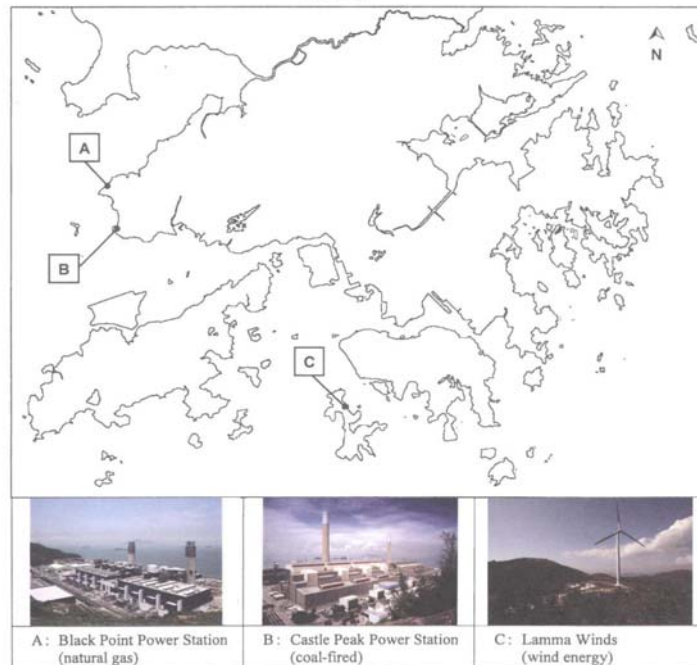 N
A
B
C
A: Black Point Power Station
(natural gas)
B: Castle Peak Power Station
(coal-fired)
C: Lamma Winds
(wind energy)